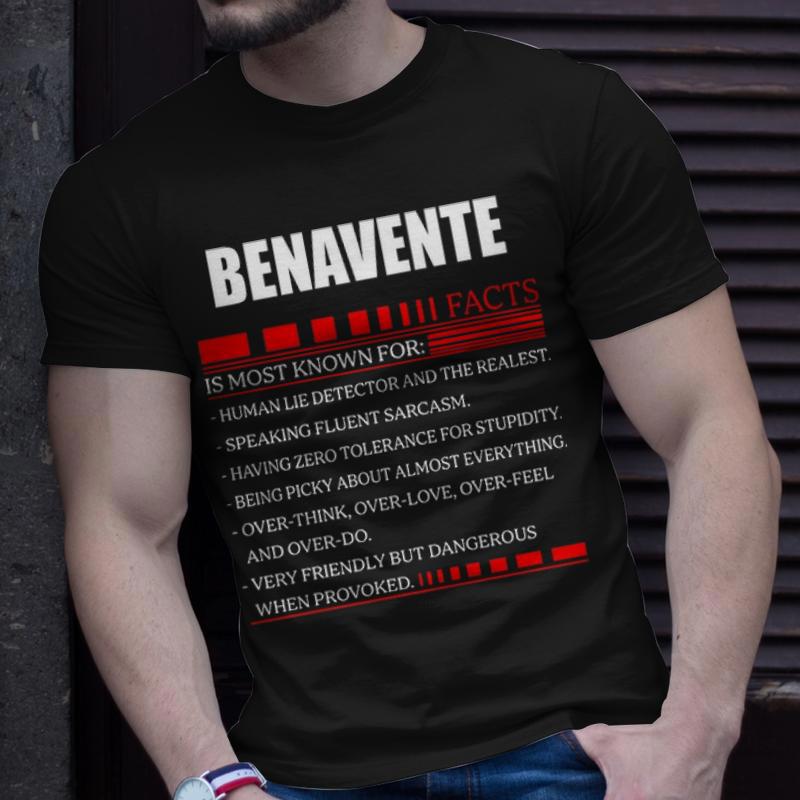 BENAVENTE
FACTS
IS MOST KNOWN FOR:
- HUMAN LIE DETECTOR AND THE REALEST.
- SPEAKING FLUENT SARCASM.
- HAVING ZERO TOLERANCE FOR STUPIDITY.
- BEING PICKY ABOUT ALMOST EVERYTHING.
- OVER-THINK, OVER-LOVE, OVER-FEEL
AND OVER-DO.
- VERY FRIENDLY BUT DANGEROUS
WHEN PROVOKED.